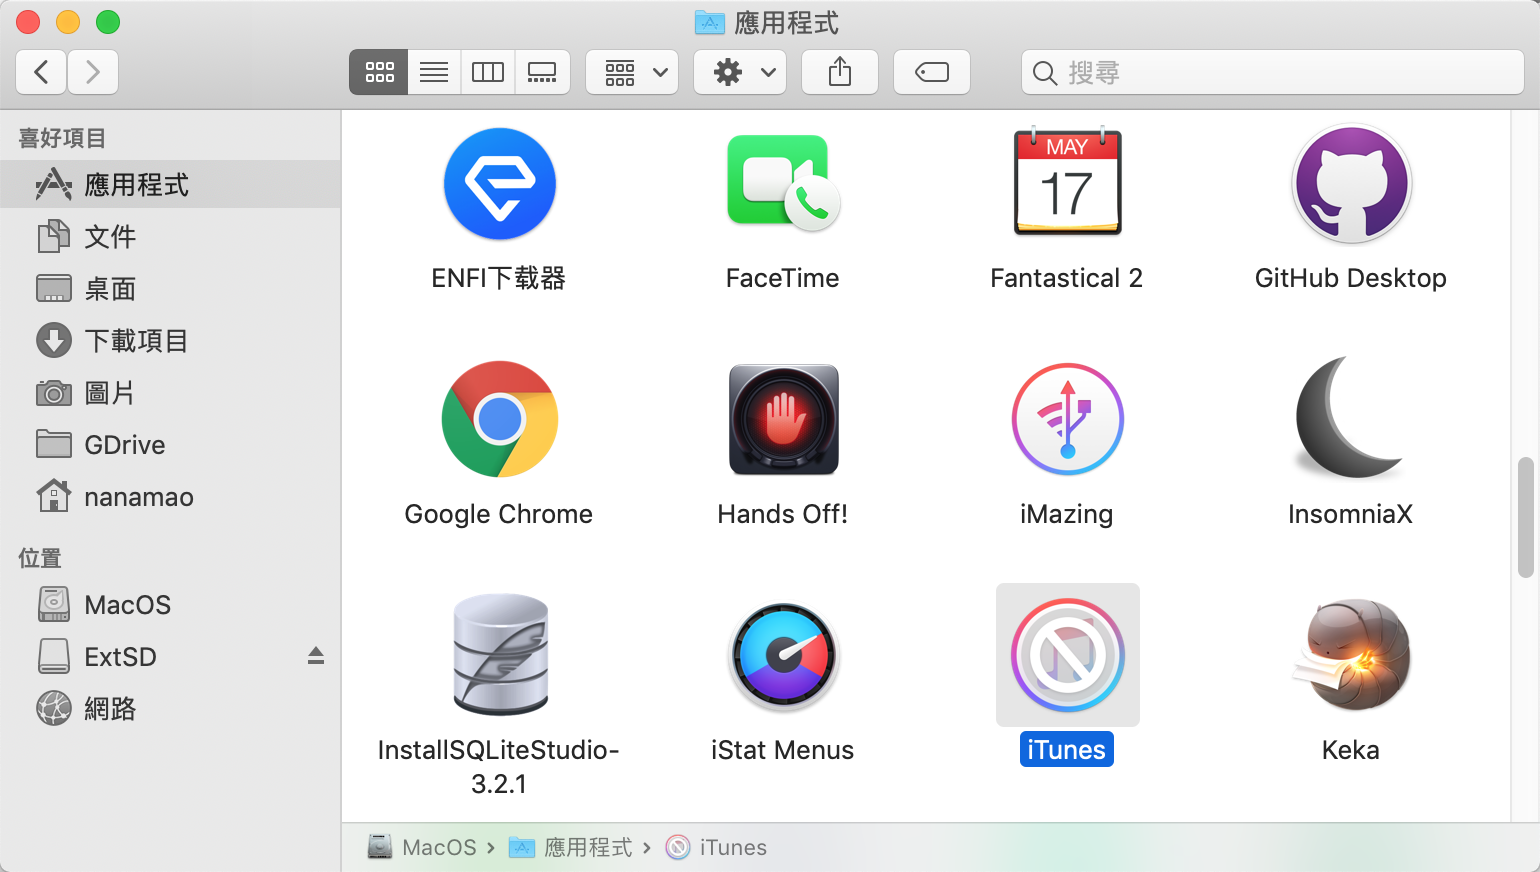 應用程式
搜尋
喜好項目
應用程式
文件
桌面
下載項目
圖片
GDrive
nanamao
位置
MacOS
ExtSD
網路
MAY
17
ENFI下载器
FaceTime
Fantastical 2
GitHub Desktop
Google Chrome
Hands Off!
iMazing
InsomniaX
InstallSQLiteStudio-
3.2.1
iStat Menus
iTunes
Keka
MacOS › 應用程式 › iTunes